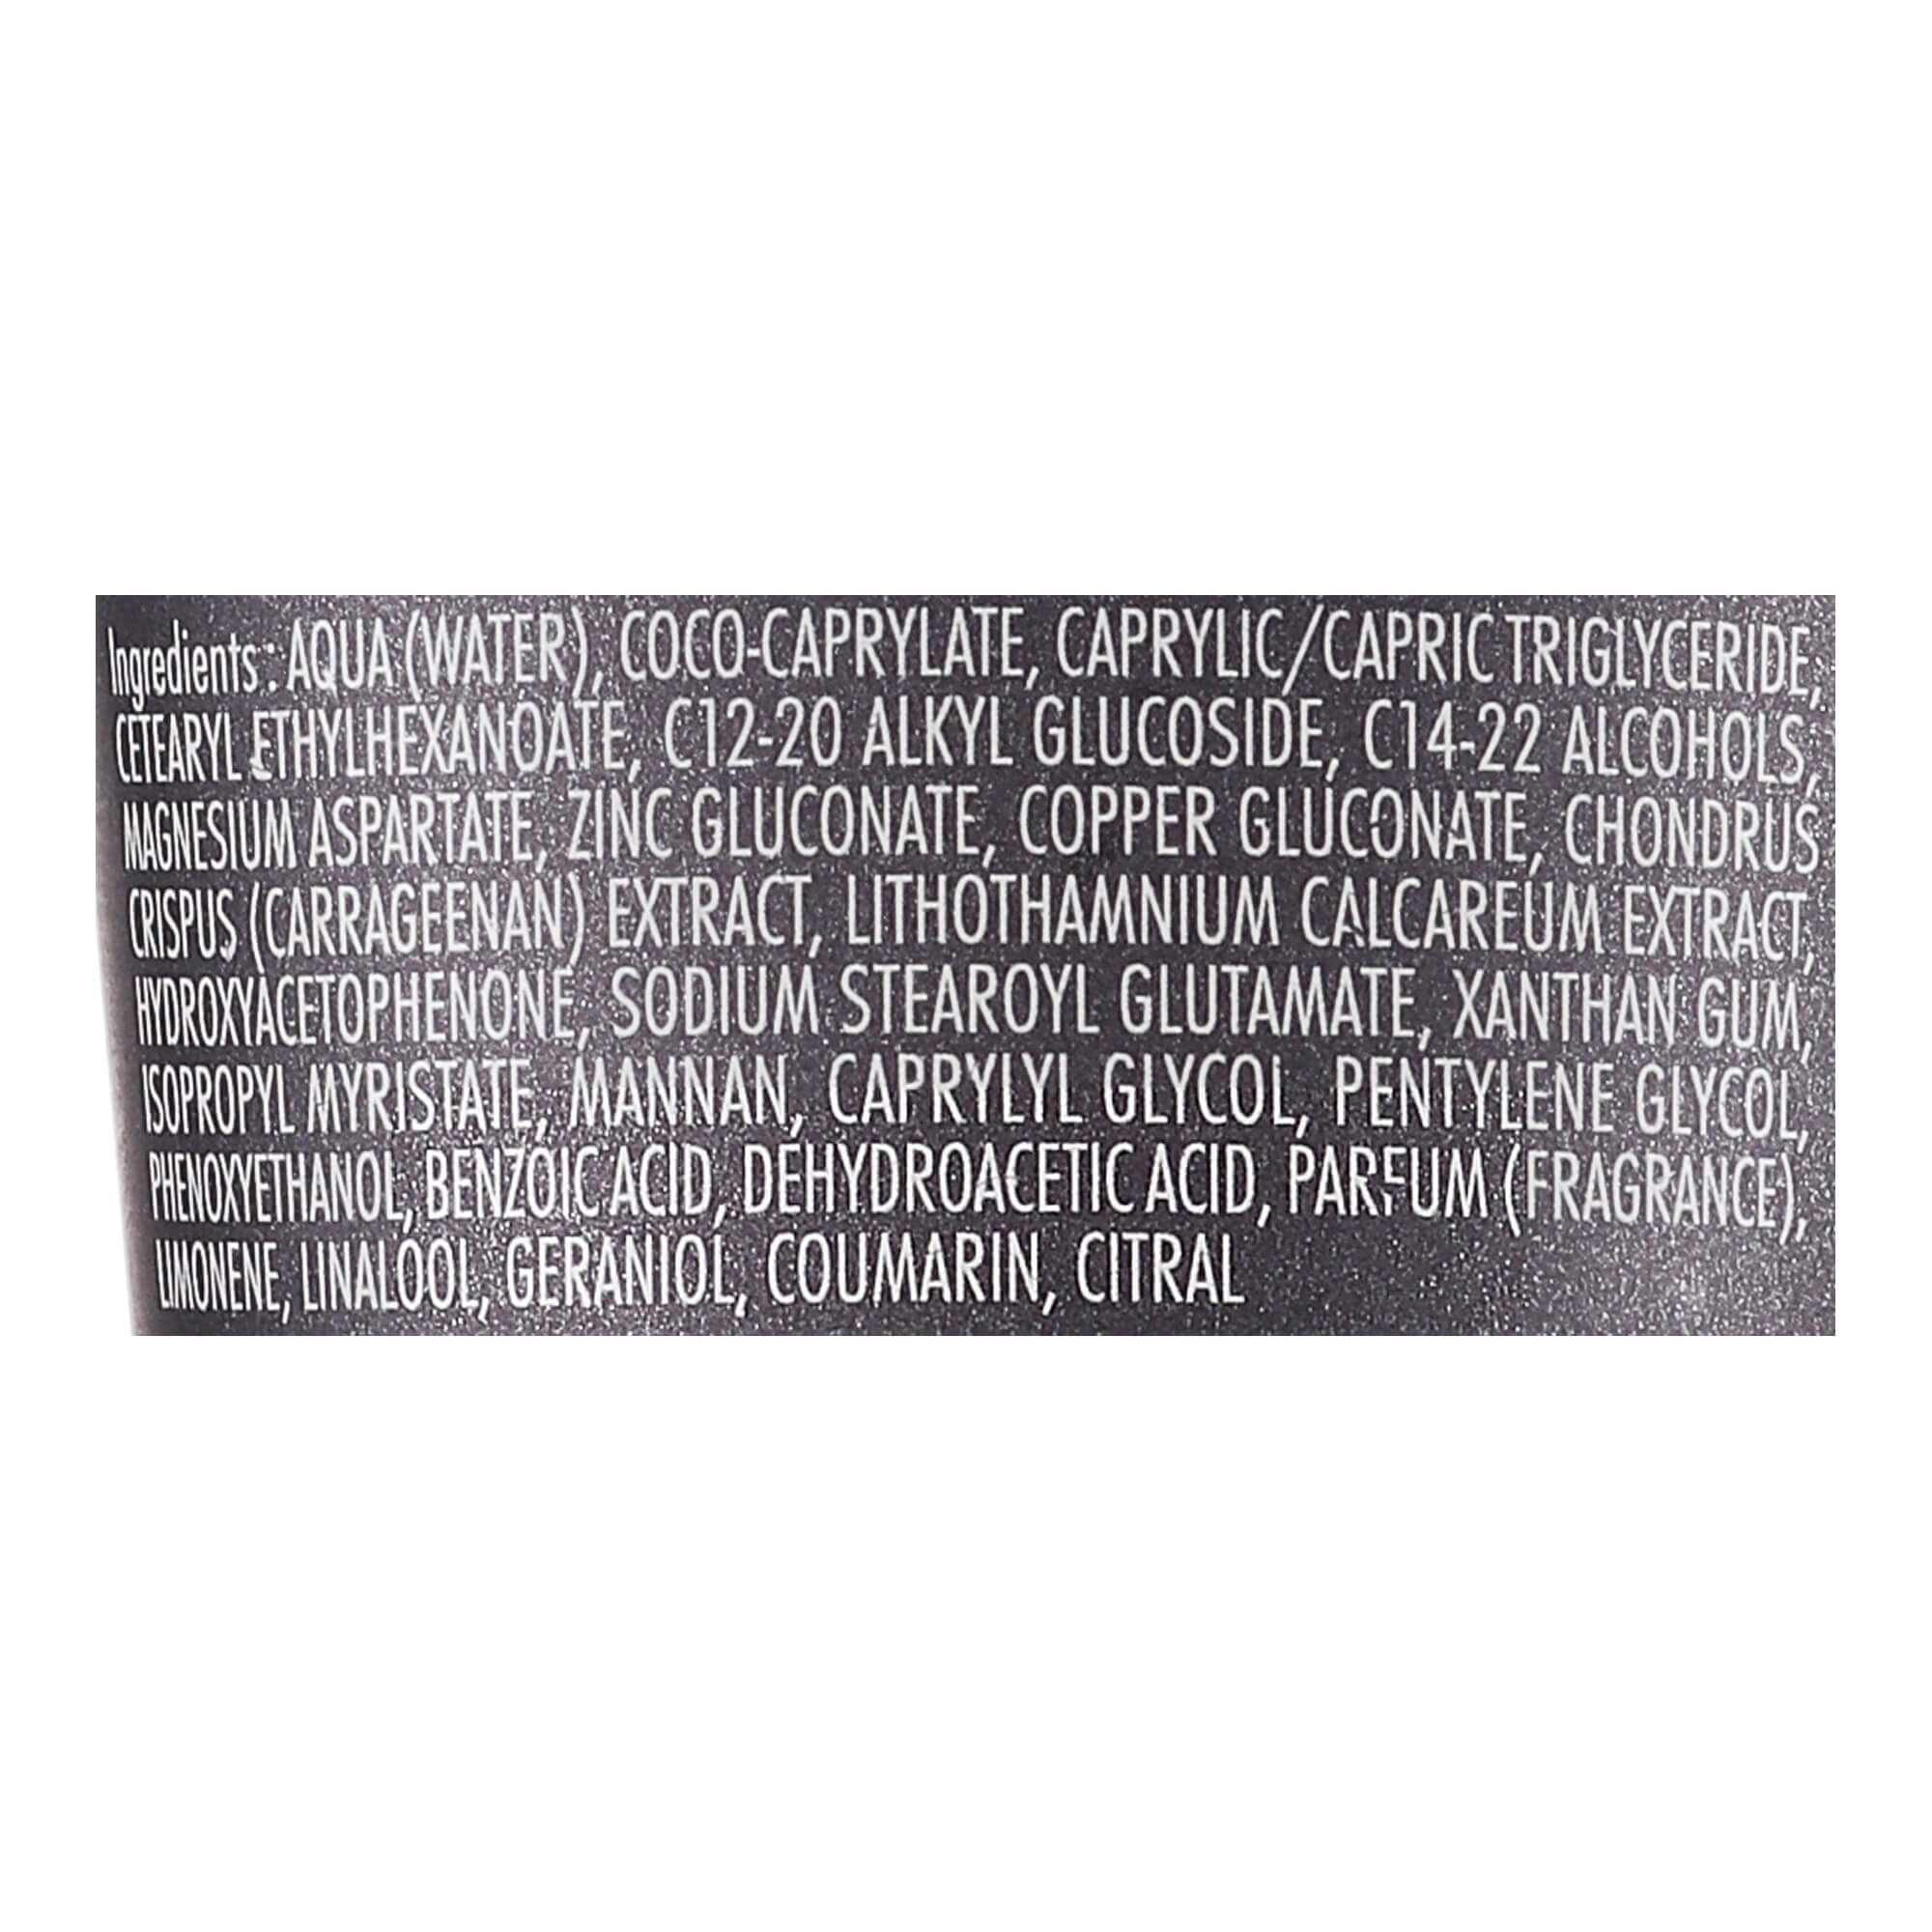 Ingredients : AQUA (WATER), COCO-CAPRYLATE, CAPRYLIC/CAPRIC TRIGLYCERIDE,
CETEARYL ETHYLHEXANOATE, C12-20 ALKYL GLUCOSIDE, C14-22 ALCOHOLS,
MAGNESIUM ASPARTATE, ZINC GLUCONATE, COPPER GLUCONATE, CHONDRUS
CRISPUS (CARRAGEENAN) EXTRACT, LITHOTHAMNIUM CALCAREUM EXTRACT,
HYDROXYACETOPHENONE, SODIUM STEAROYL GLUTAMATE, XANTHAN GUM,
ISOPROPYL MYRISTATE, MANNAN, CAPRYLYL GLYCOL, PENTYLENE GLYCOL,
PHENOXYETHANOL, BENZOIC ACID, DEHYDROACETIC ACID, PARFUM (FRAGRANCE),
LIMONENE, LINALOOL, GERANIOL, COUMARIN, CITRAL